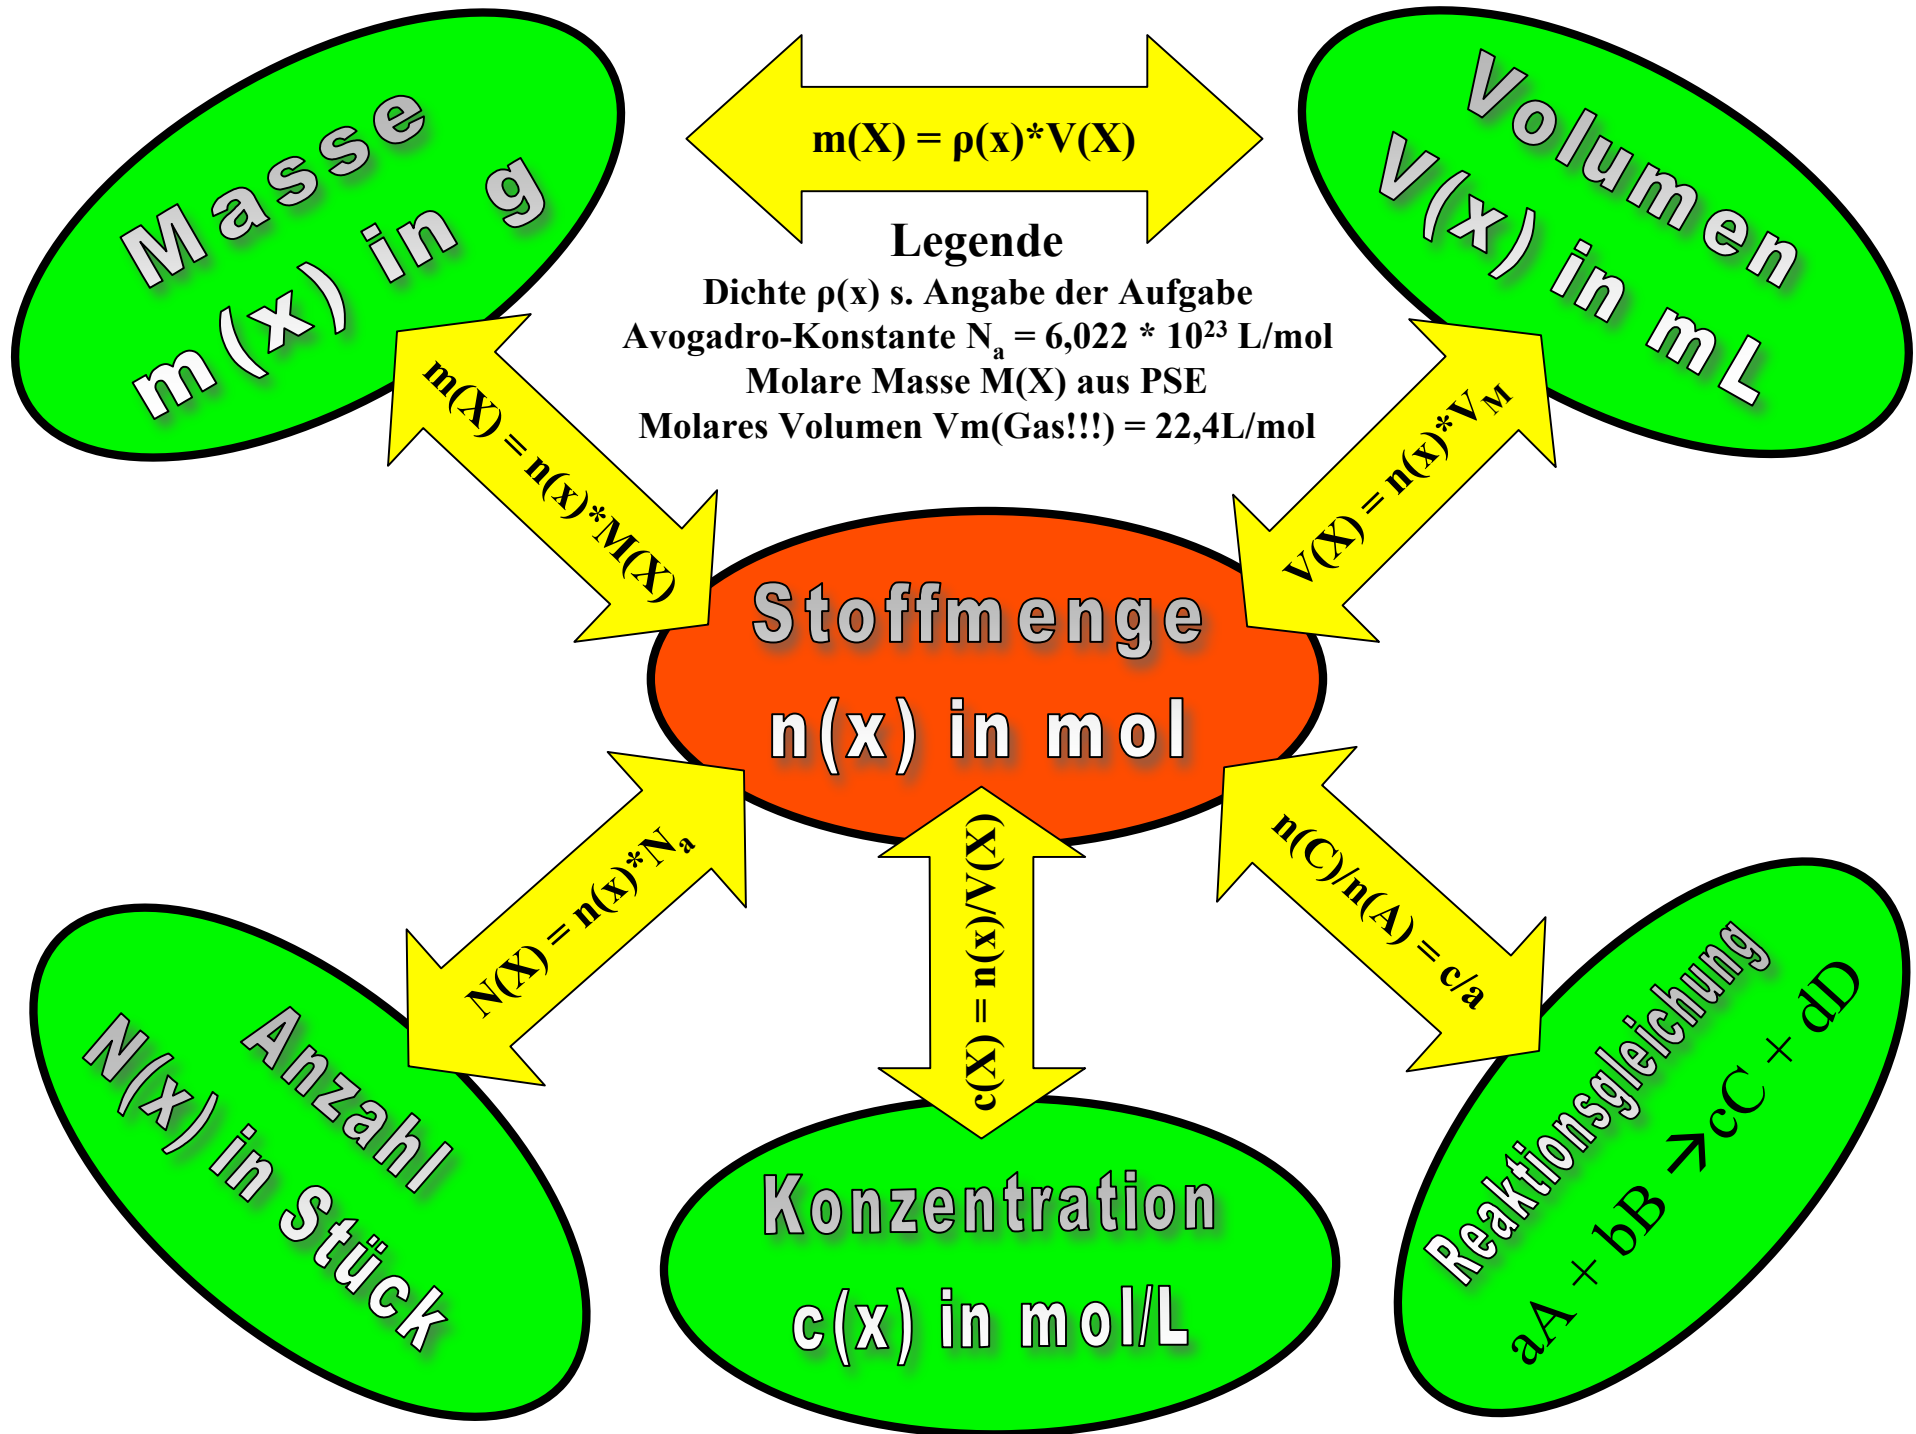 Masse
m(x) in g
m(X) = ρ(x)*V(X)
Volumen
V(x) in mL
Legende
Dichte ρ(x) s. Angabe der Aufgabe
Avogadro-Konstante Nₐ = 6,022 * 10²³ L/mol
Molare Masse M(X) aus PSE
Molares Volumen Vm(Gas!!!) = 22,4L/mol
m(X) = n(x)*M(X)
V(X) = n(x)*V_M
Stoffmenge
n(x) in mol
N(X) = n(x)*Nₐ
c(X) = n(x)/V(X)
n(C)/n(A) = c/a
Anzahl
N(x) in Stück
Konzentration
c(x) in mol/L
Reaktionsgleichung
aA + bB → cC + dD